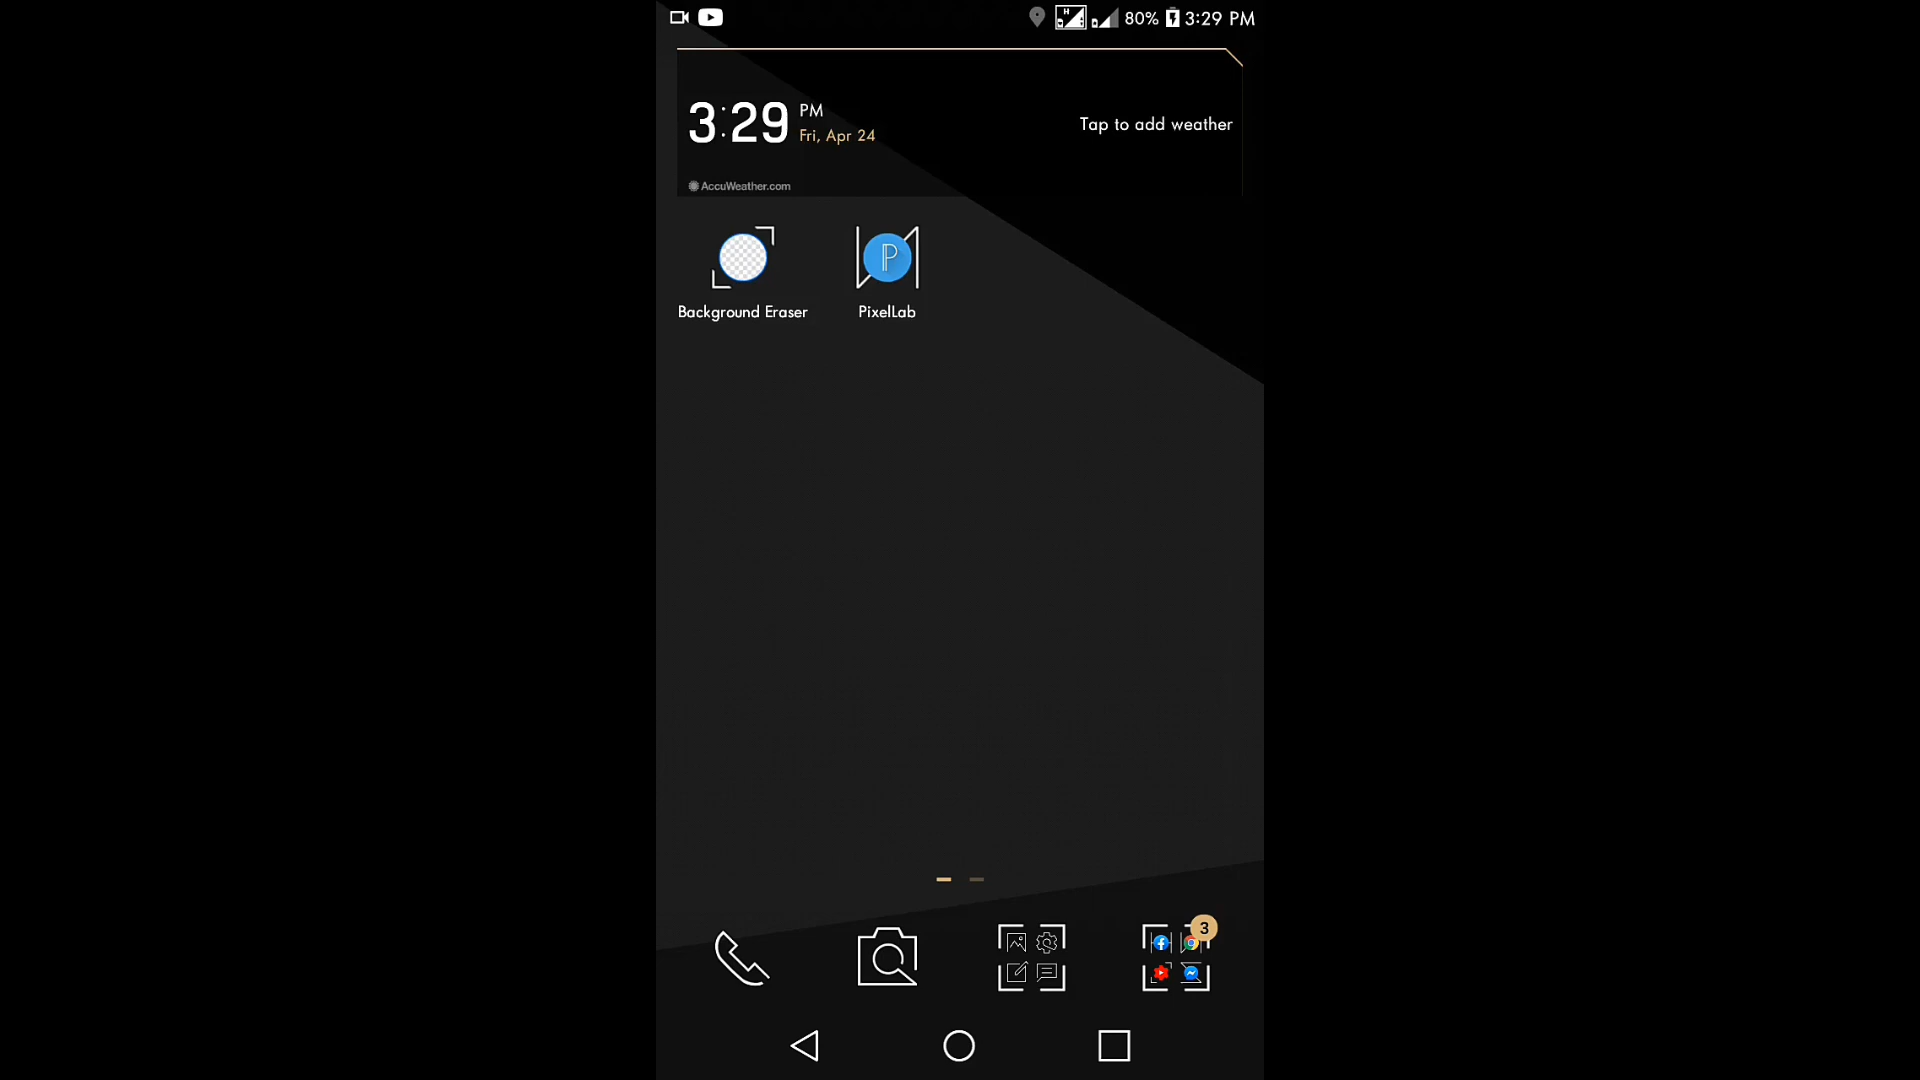 80% 3:29 PM
3:29 PM
Fri, Apr 24
Tap to add weather
AccuWeather.com
Background Eraser
PixelLab
3